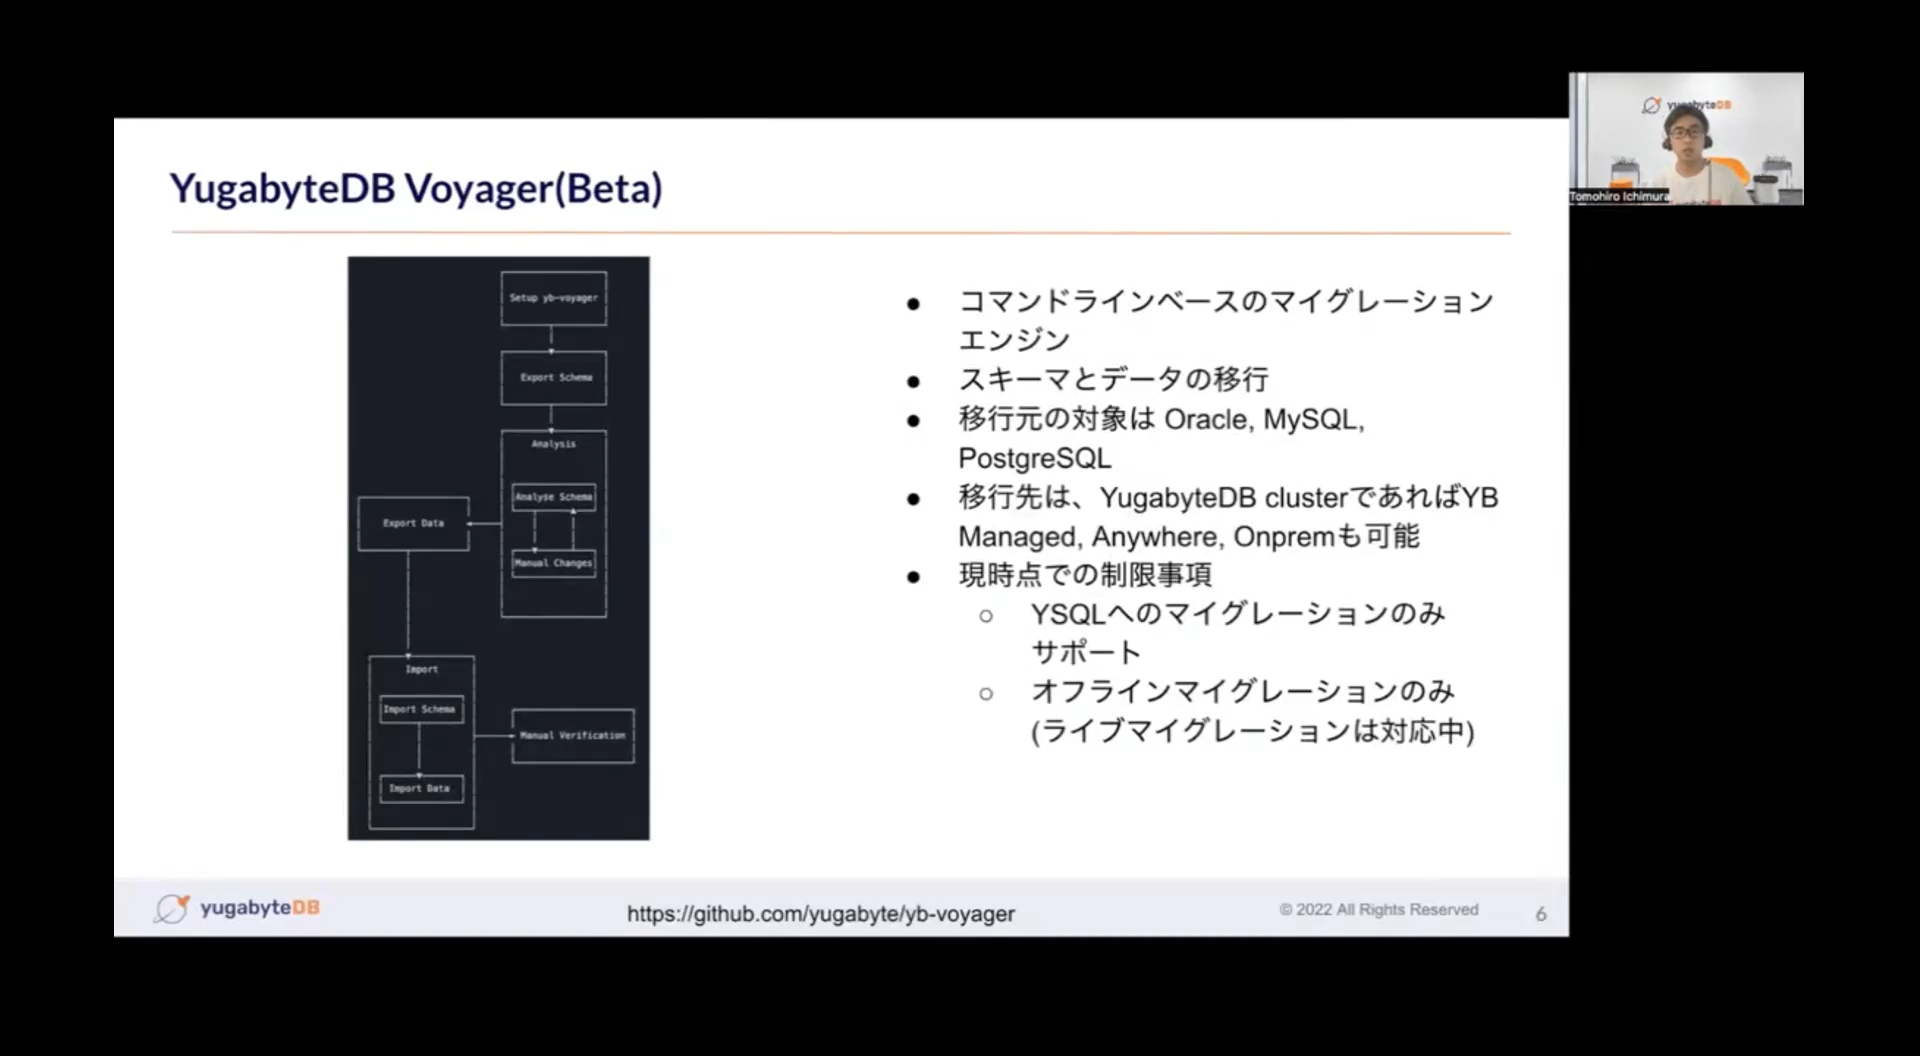 yugabyteDB
Tomohiro Ichimura
YugabyteDB Voyager(Beta)
Setup yb-voyager
Export Schema
Analysis
Analyse Schema
Manual Changes
Export Data
Import
Import Schema
Import Data
Manual Verification
● コマンドラインベースのマイグレーション
エンジン
● スキーマとデータの移行
● 移行元の対象は Oracle, MySQL,
PostgreSQL
● 移行先は、YugabyteDB clusterであればYB
Managed, Anywhere, Onpremも可能
● 現時点での制限事項
○ YSQLへのマイグレーションのみ
サポート
○ オフラインマイグレーションのみ
(ライブマイグレーションは対応中)
yugabyteDB
https://github.com/yugabyte/yb-voyager
© 2022 All Rights Reserved
6